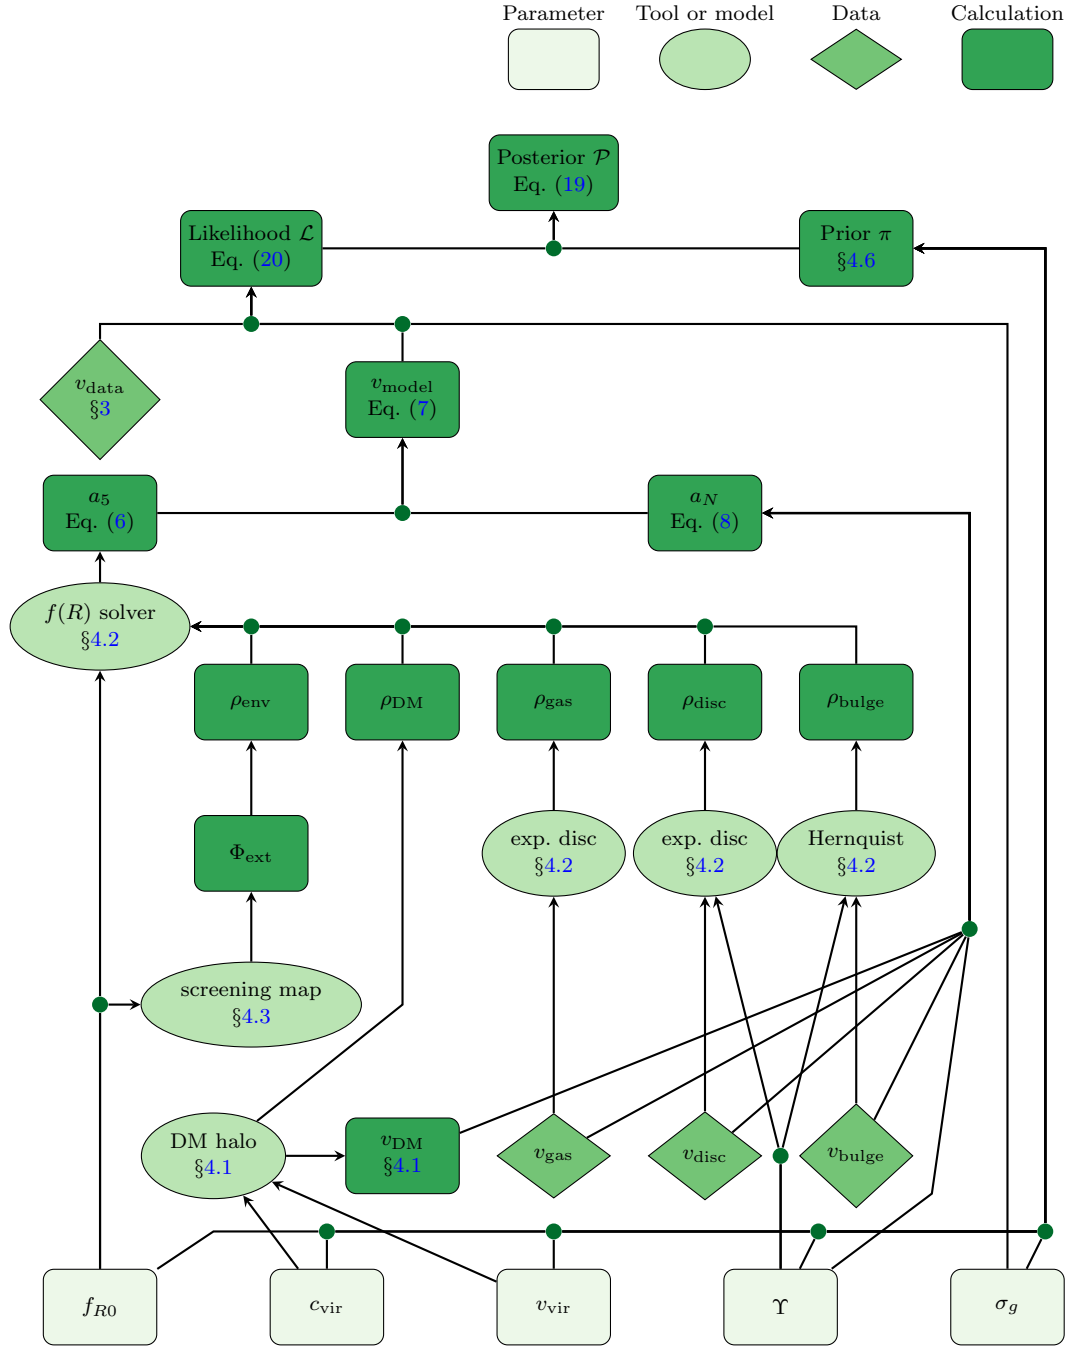 Parameter
Tool or model
Data
Calculation
Posterior 𝒫
Eq. (19)
Likelihood ℒ
Eq. (20)
Prior π
§4.6
v_data
§3
v_model
Eq. (7)
a_5
Eq. (6)
a_N
Eq. (8)
f(R) solver
§4.2
ρ_env
ρ_DM
ρ_gas
ρ_disc
ρ_bulge
Φ_ext
exp. disc
§4.2
exp. disc
§4.2
Hernquist
§4.2
screening map
§4.3
DM halo
§4.1
v_DM
§4.1
v_gas
v_disc
v_bulge
f_R0
c_vir
v_vir
Υ
σ_g